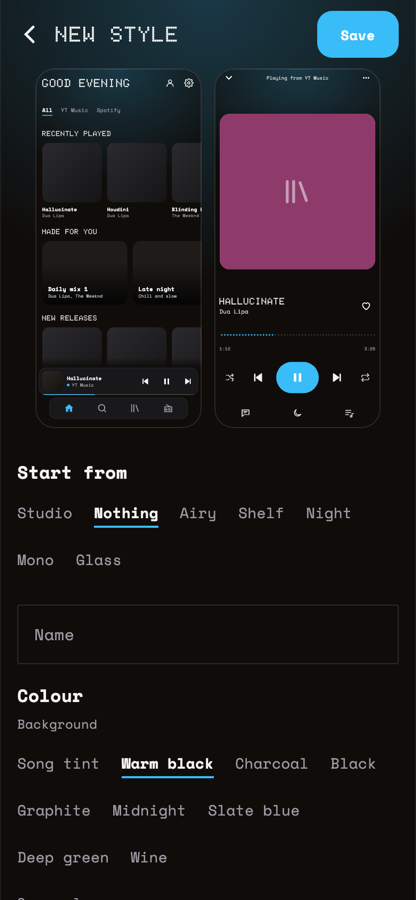 NEW STYLE
Save
GOOD EVENING
All YT Music Spotify
RECENTLY PLAYED
Hallucinate Houdini Blinding
Dua Lipa Dua Lipa The Weeknd
MADE FOR YOU
Daily mix 1 Late night
Dua Lipa, The Weeknd Chill and slow
NEW RELEASES
Hallucinate
YT Music
Playing from YT Music
HALLUCINATE
Dua Lipa
1:12 3:28
Start from
Studio Nothing Airy Shelf Night
Mono Glass
Name
Colour
Background
Song tint Warm black Charcoal Black
Graphite Midnight Slate blue
Deep green Wine